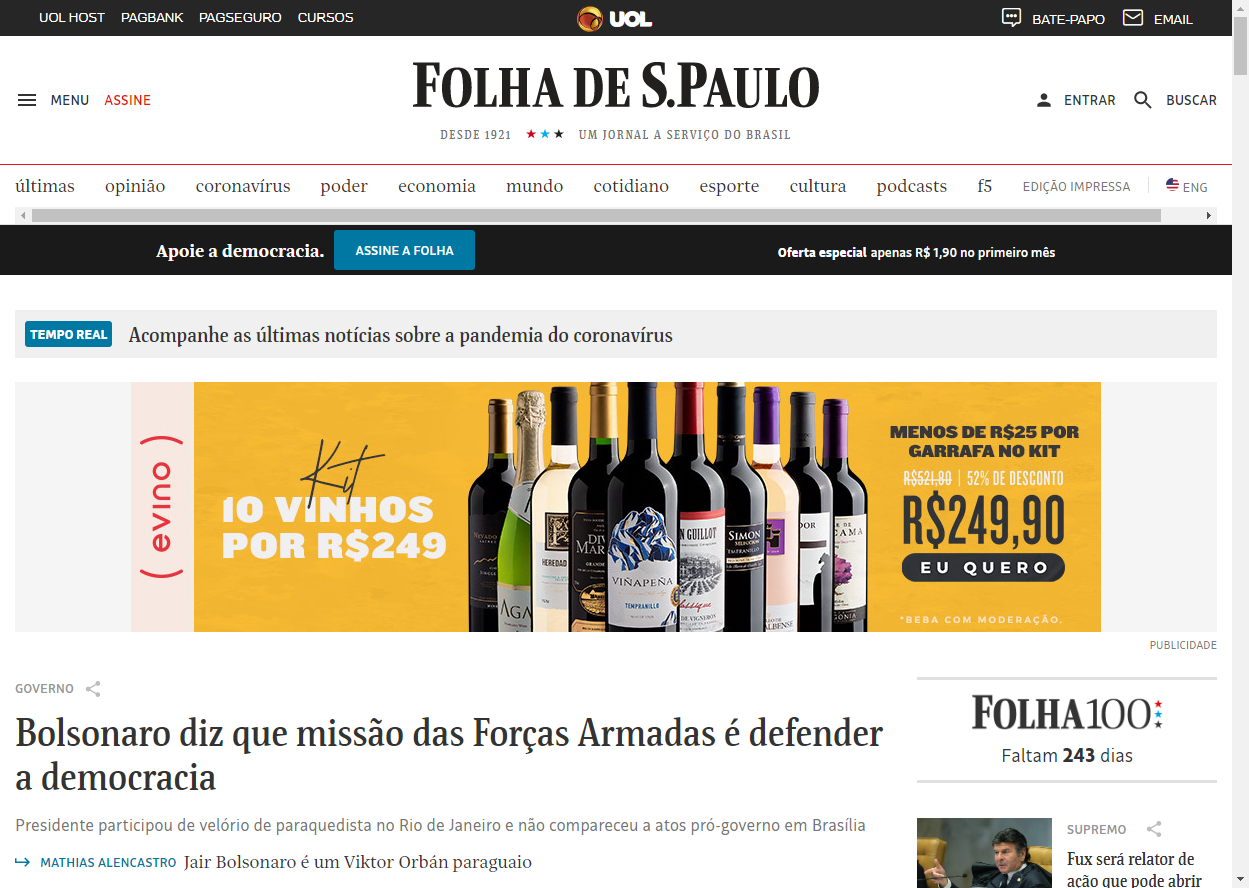 UOL HOST PAGBANK PAGSEGURO CURSOS
UOL
BATE-PAPO EMAIL
MENU ASSINE
FOLHA DE S.PAULO
DESDE 1921 ★★★ UM JORNAL A SERVIÇO DO BRASIL
ENTRAR BUSCAR
últimas opinião coronavírus poder economia mundo cotidiano esporte cultura podcasts f5 EDIÇÃO IMPRESSA ENG
Apoie a democracia. ASSINE A FOLHA Oferta especial apenas R$ 1,90 no primeiro mês
TEMPO REAL Acompanhe as últimas notícias sobre a pandemia do coronavírus
(evino)
Kit
10 VINHOS
POR R$249
HEREDAD
VIÑAPEÑA
TEMPRANILLO
GUILLOT
Classique
SIMON
TEMPRANILLO
MENOS DE R$25 POR
GARRAFA NO KIT
R$521,90 | 52% DE DESCONTO
R$249,90
EU QUERO
*BEBA COM MODERAÇÃO.
PUBLICIDADE
GOVERNO
Bolsonaro diz que missão das Forças Armadas é defender
a democracia
Presidente participou de velório de paraquedista no Rio de Janeiro e não compareceu a atos pró-governo em Brasília
MATHIAS ALENCASTRO Jair Bolsonaro é um Viktor Orbán paraguaio
FOLHA100
Faltam 243 dias
SUPREMO
Fux será relator de
ação que pode abrir